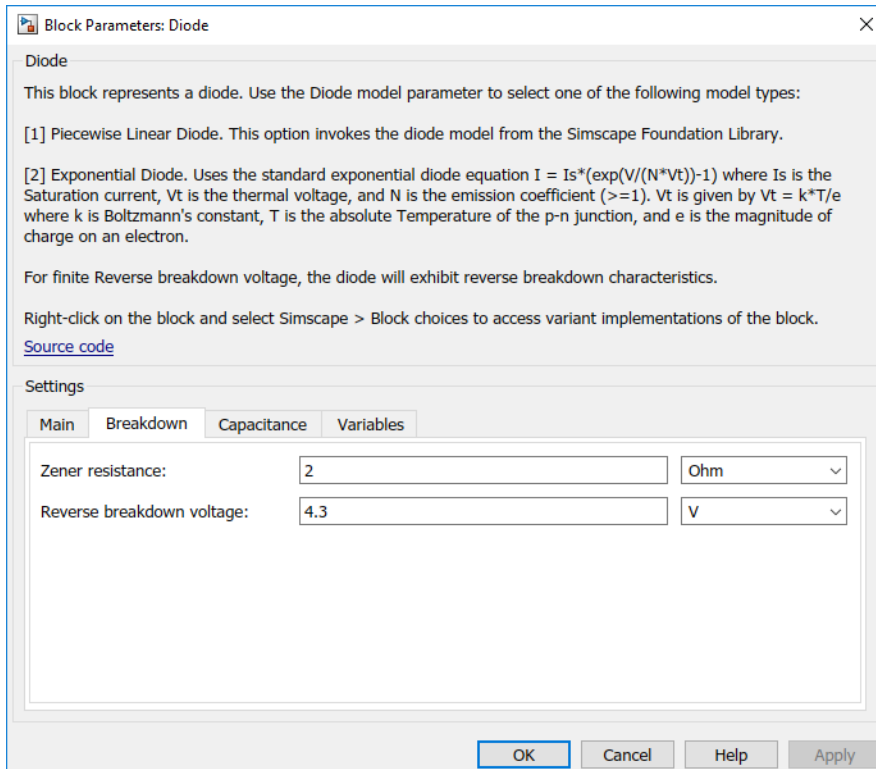 Block Parameters: Diode
Diode
This block represents a diode. Use the Diode model parameter to select one of the following model types:
[1] Piecewise Linear Diode. This option invokes the diode model from the Simscape Foundation Library.
[2] Exponential Diode. Uses the standard exponential diode equation I = Is*(exp(V/(N*Vt))-1) where Is is the
Saturation current, Vt is the thermal voltage, and N is the emission coefficient (>=1). Vt is given by Vt = k*T/e
where k is Boltzmann's constant, T is the absolute Temperature of the p-n junction, and e is the magnitude of
charge on an electron.
For finite Reverse breakdown voltage, the diode will exhibit reverse breakdown characteristics.
Right-click on the block and select Simscape > Block choices to access variant implementations of the block.
Source code
Settings
Main Breakdown Capacitance Variables
Zener resistance: 2 Ohm
Reverse breakdown voltage: 4.3 V
OK Cancel Help Apply